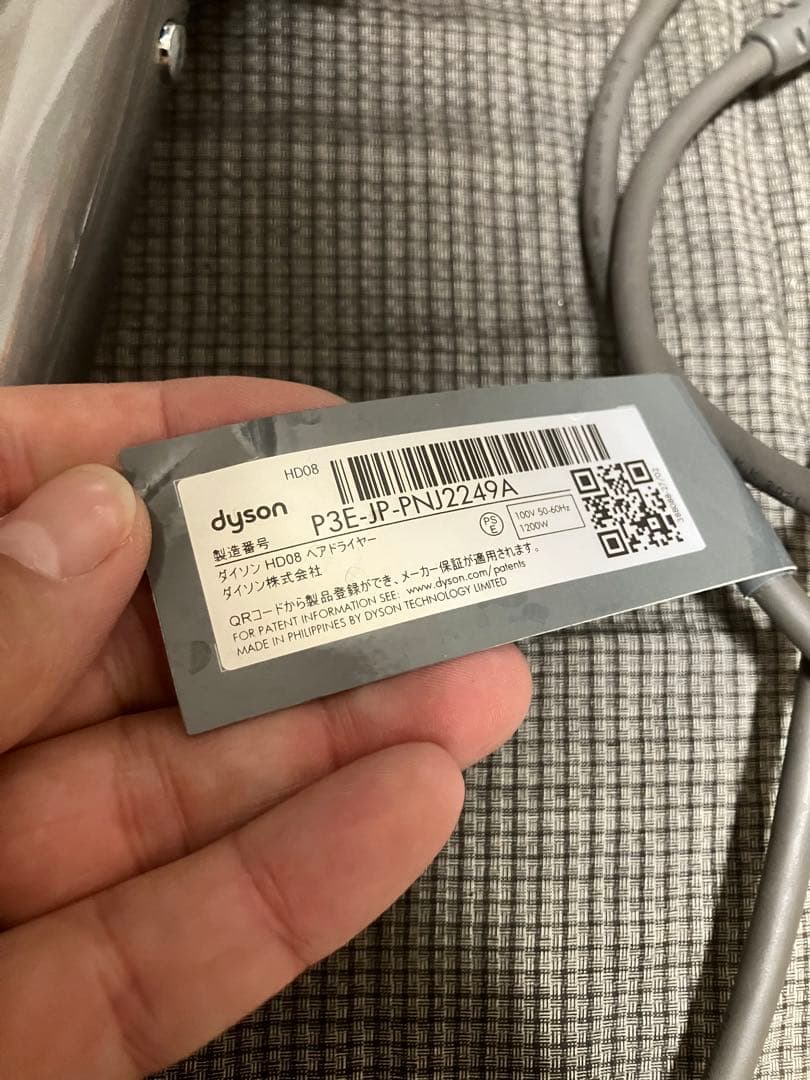 HD08
dyson
製造番号 P3E-JP-PNJ2249A
ダイソン HD08 ヘアドライヤー
ダイソン株式会社
PS
E
100V 50-60Hz
1200W
QRコードから製品登録ができ、メーカー保証が適用されます。
FOR PATENT INFORMATION SEE: www.dyson.com/patents
MADE IN PHILIPPINES BY DYSON TECHNOLOGY LIMITED